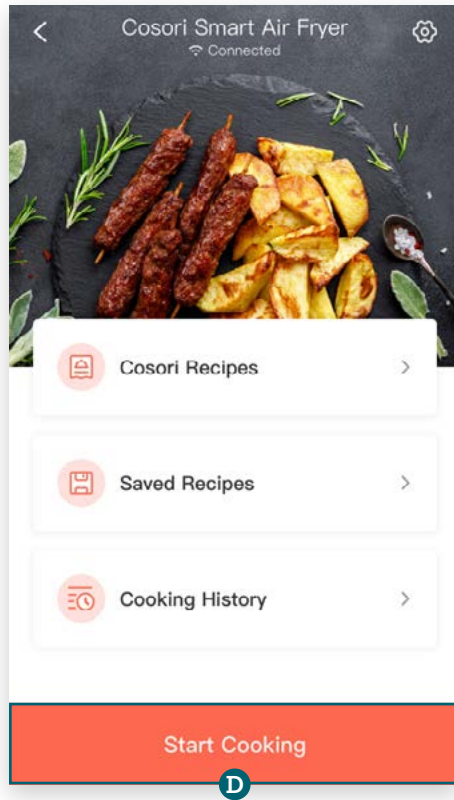 Cosori Smart Air Fryer
Connected
Cosori Recipes
Saved Recipes
Cooking History
Start Cooking
D